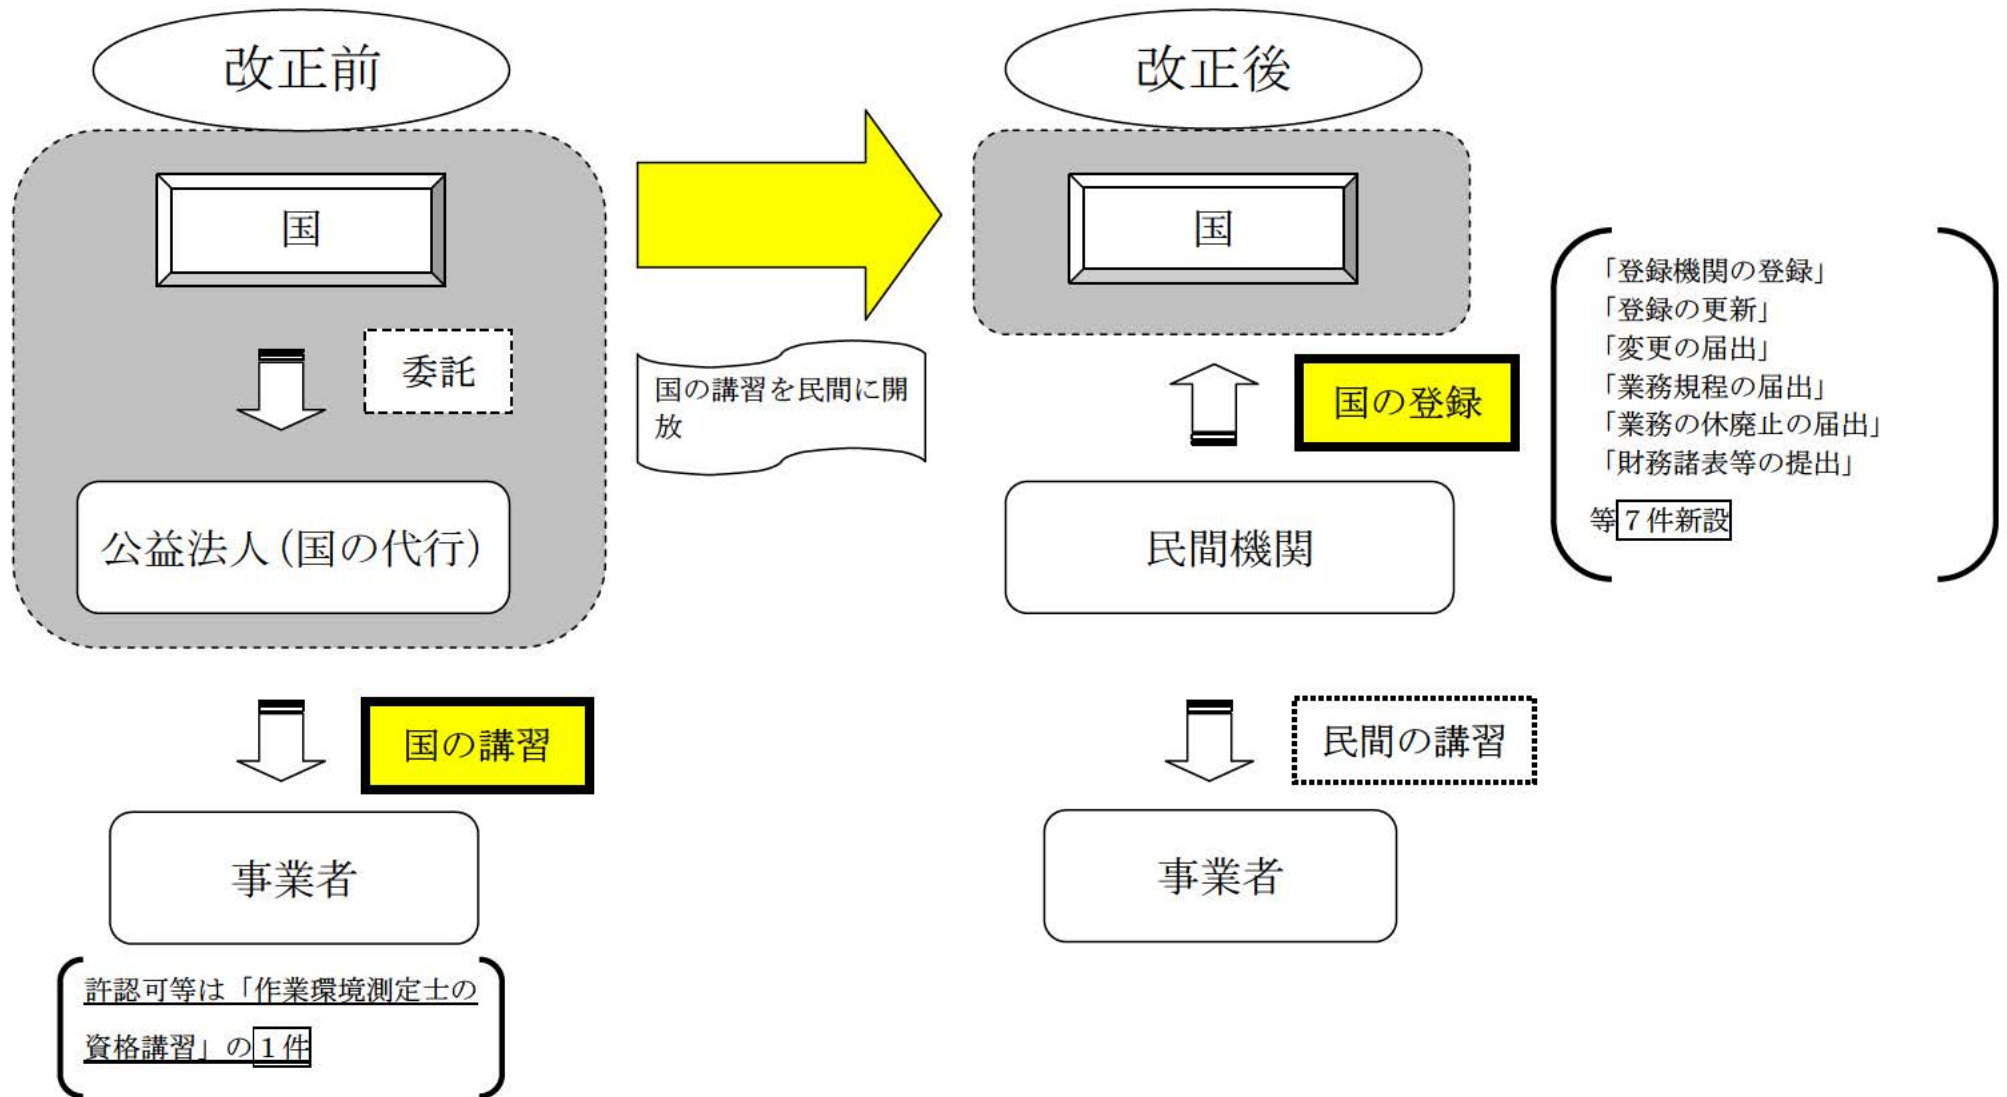 改正前
国
委託
公益法人(国の代行)
国の講習
事業者
許認可等は「作業環境測定士の
資格講習」の1件
国の講習を民間に開
放
改正後
国
国の登録
民間機関
民間の講習
事業者
「登録機関の登録」
「登録の更新」
「変更の届出」
「業務規程の届出」
「業務の休廃止の届出」
「財務諸表等の提出」
等7件新設